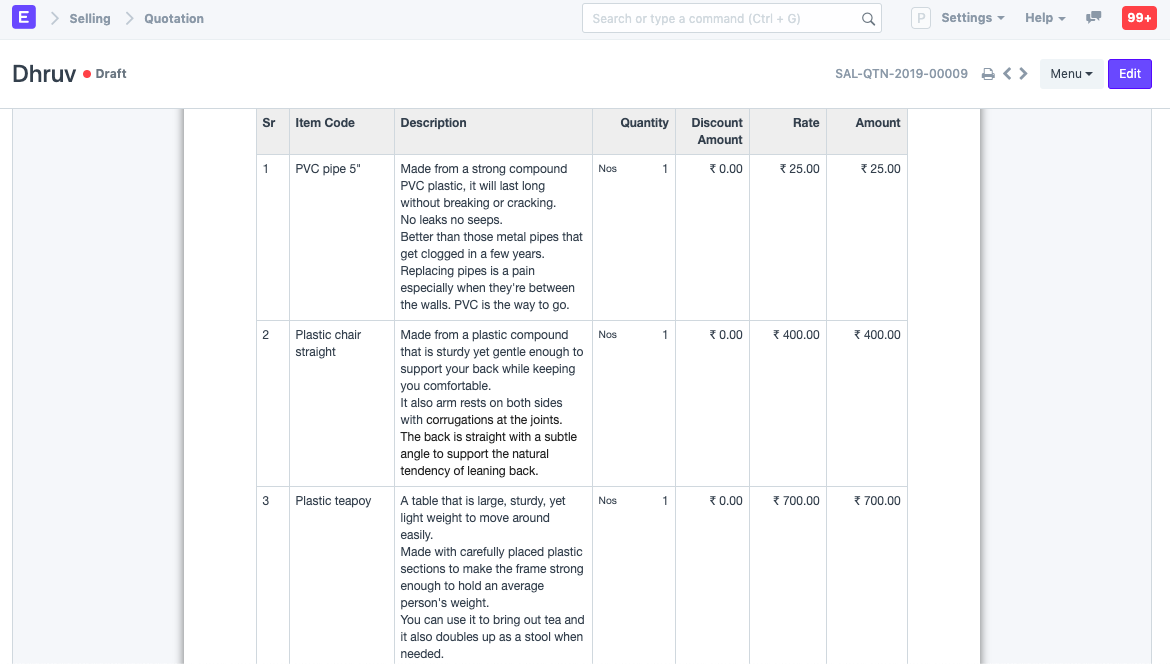 E Selling Quotation Search or type a command (Ctrl + G) P Settings Help 99+
Dhruv Draft SAL-QTN-2019-00009 Menu Edit
Sr Item Code Description Quantity Discount Rate Amount
Amount
1 PVC pipe 5" Made from a strong compound Nos 1 ₹ 0.00 ₹ 25.00 ₹ 25.00
PVC plastic, it will last long
without breaking or cracking.
No leaks no seeps.
Better than those metal pipes that
get clogged in a few years.
Replacing pipes is a pain
especially when they're between
the walls. PVC is the way to go.
2 Plastic chair Made from a plastic compound Nos 1 ₹ 0.00 ₹ 400.00 ₹ 400.00
straight that is sturdy yet gentle enough to
support your back while keeping
you comfortable.
It also arm rests on both sides
with corrugations at the joints.
The back is straight with a subtle
angle to support the natural
tendency of leaning back.
3 Plastic teapoy A table that is large, sturdy, yet Nos 1 ₹ 0.00 ₹ 700.00 ₹ 700.00
light weight to move around
easily.
Made with carefully placed plastic
sections to make the frame strong
enough to hold an average
person's weight.
You can use it to bring out tea and
it also doubles up as a stool when
needed.